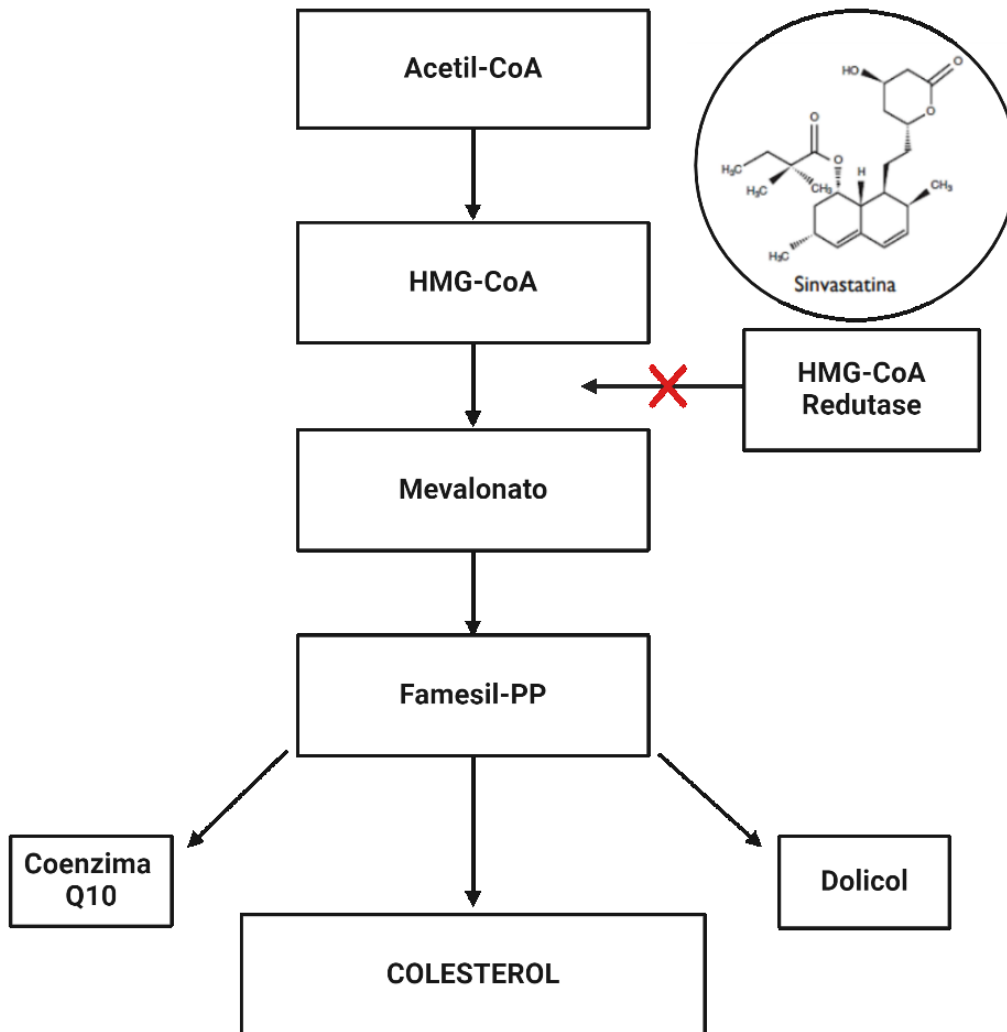 Acetil-CoA
HO
O
O
O
O
H₃C
H₃C
CH₃
H
CH₃
H₃C
Sinvastatina
HMG-CoA
HMG-CoA
Redutase
Mevalonato
Famesil-PP
Coenzima
Q10
Dolicol
COLESTEROL